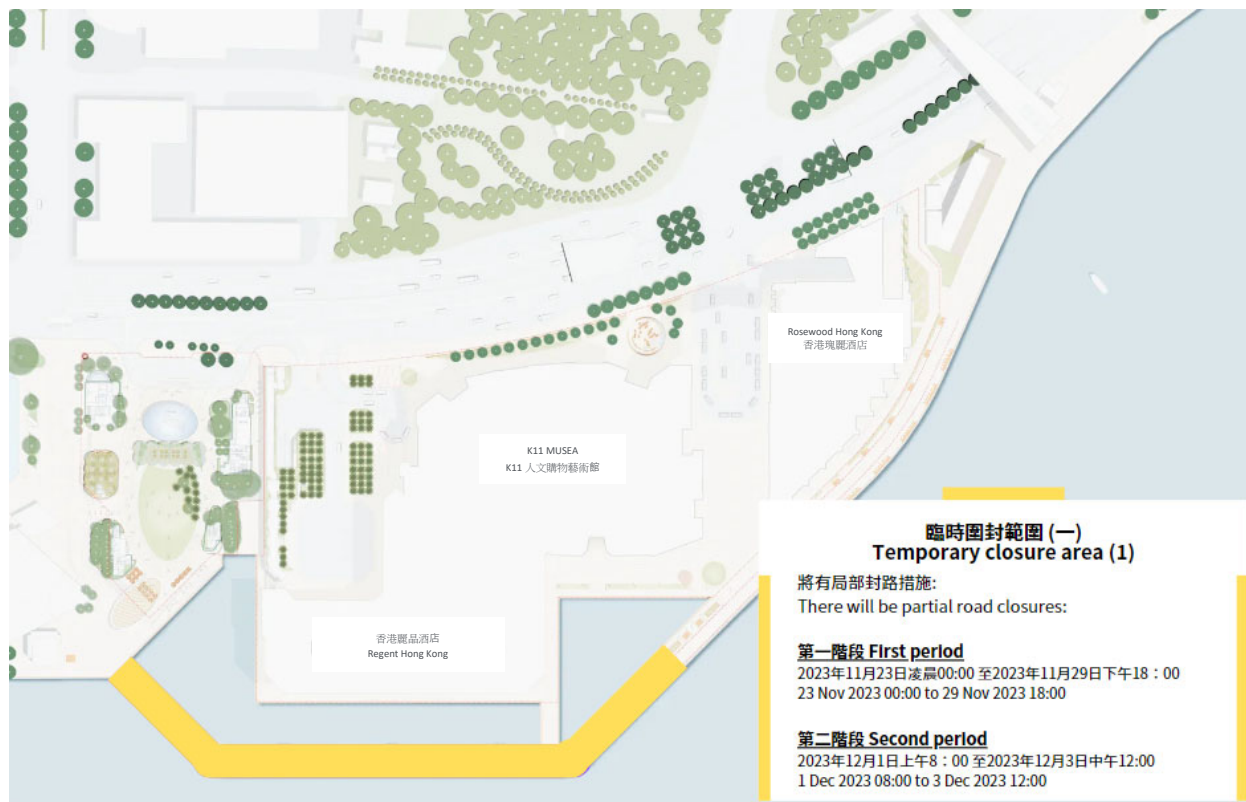 Rosewood Hong Kong
香港瑰麗酒店
K11 MUSEA
K11 人文購物藝術館
香港麗晶酒店
Regent Hong Kong
臨時圍封範圍 (一)
Temporary closure area (1)
將有局部封路措施:
There will be partial road closures:
第一階段 First period
2023年11月23日凌晨00:00 至2023年11月29日下午18：00
23 Nov 2023 00:00 to 29 Nov 2023 18:00
第二階段 Second period
2023年12月1日上午8：00 至2023年12月3日中午12:00
1 Dec 2023 08:00 to 3 Dec 2023 12:00